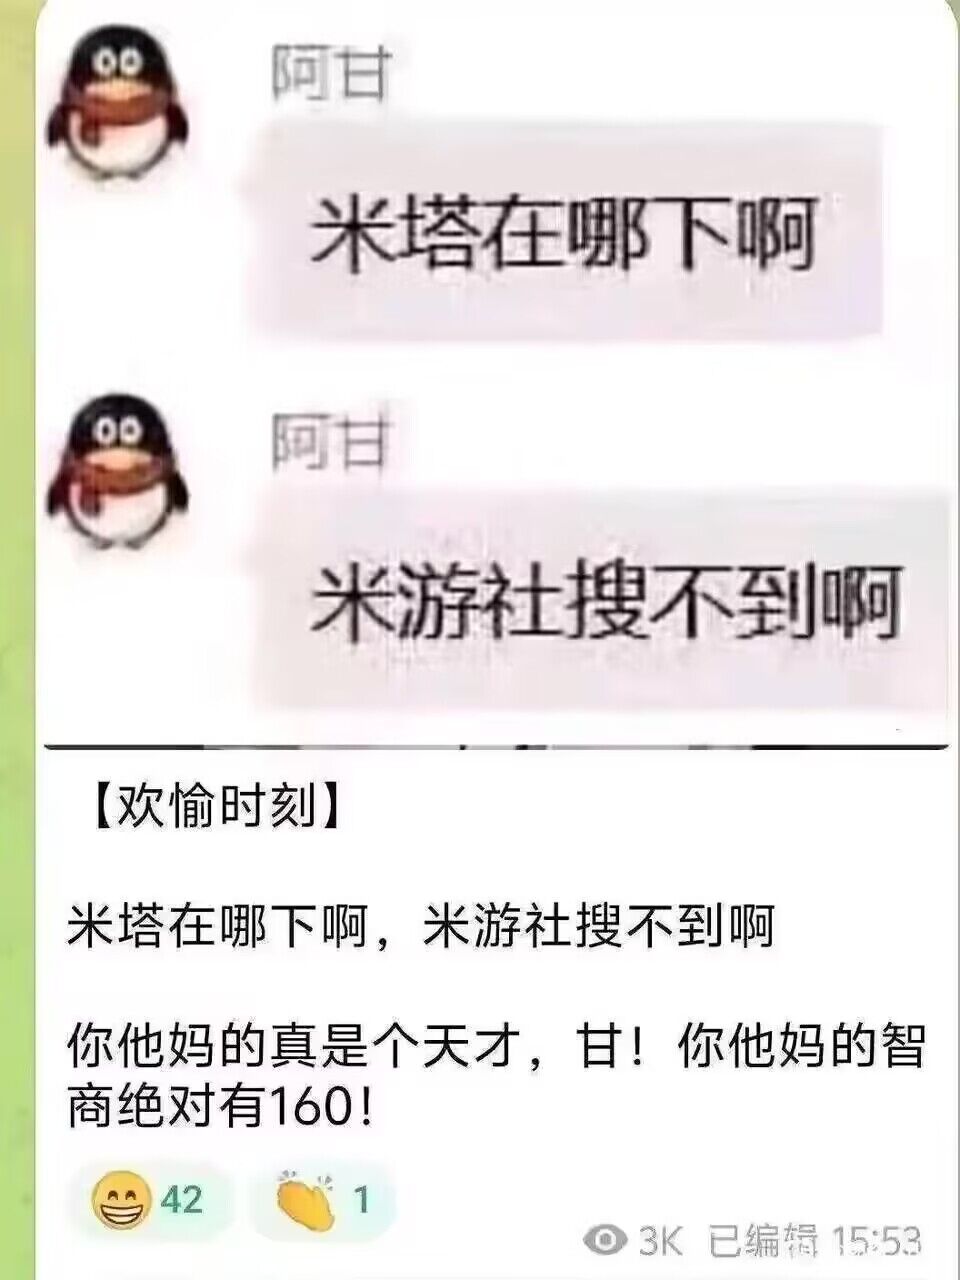 阿甘
米塔在哪下啊
阿甘
米游社搜不到啊
【欢愉时刻】
米塔在哪下啊，米游社搜不到啊
你他妈的真是个天才，甘！你他妈的智
商绝对有160！
42
1
3K 已编辑 15:53